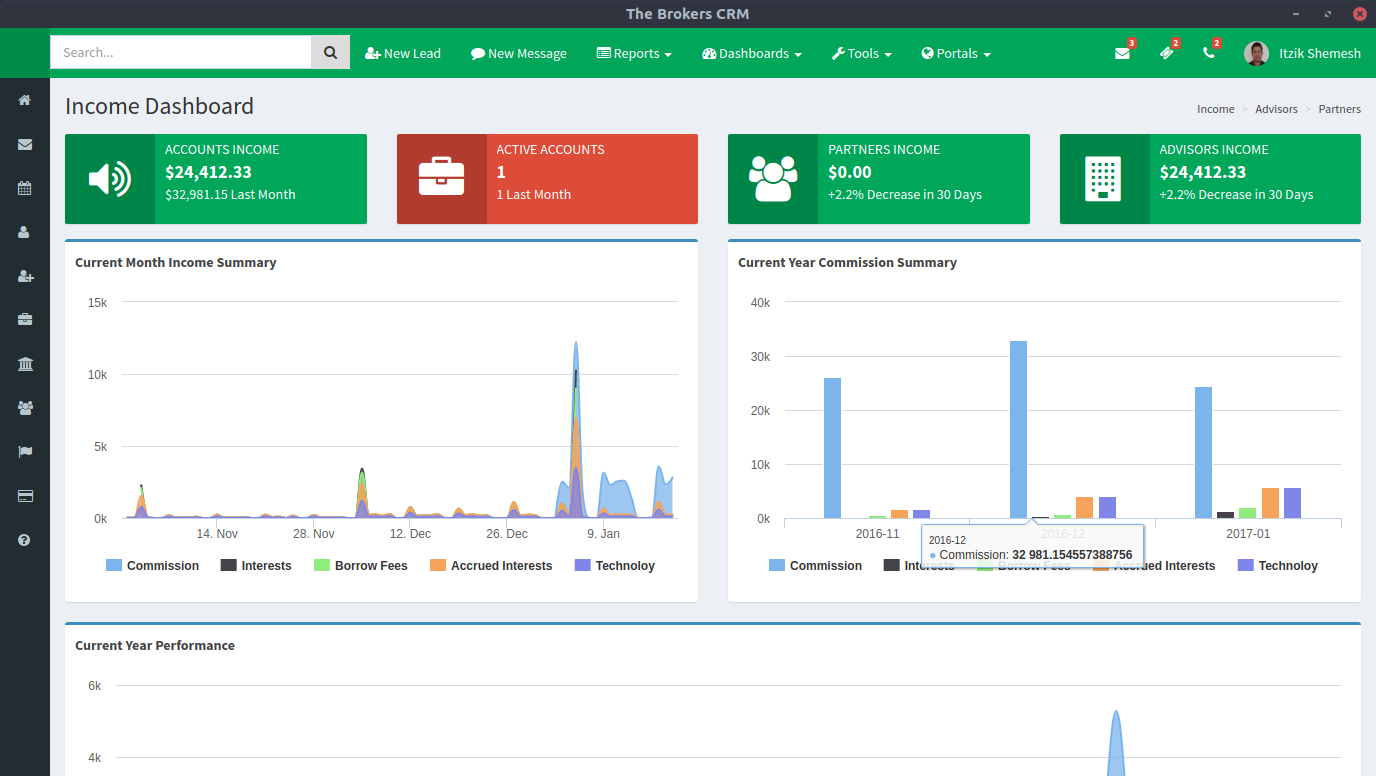 The Brokers CRM
Search...
New Lead
New Message
Reports
Dashboards
Tools
Portals
3
2
2
Itzik Shemesh
Income Dashboard
Income > Advisors > Partners
ACCOUNTS INCOME
$24,412.33
$32,981.15 Last Month
ACTIVE ACCOUNTS
1
1 Last Month
PARTNERS INCOME
$0.00
+2.2% Decrease in 30 Days
ADVISORS INCOME
$24,412.33
+2.2% Decrease in 30 Days
Current Month Income Summary
15k
10k
5k
0k
14. Nov
28. Nov
12. Dec
26. Dec
9. Jan
Commission
Interests
Borrow Fees
Accrued Interests
Technoloy
Current Year Commission Summary
40k
30k
20k
10k
0k
2016-11
2016-12
2017-01
2016-12
Commission: 32 981.154557388756
Commission
Interests
Borrow Fees
Accrued Interests
Technoloy
Current Year Performance
6k
4k